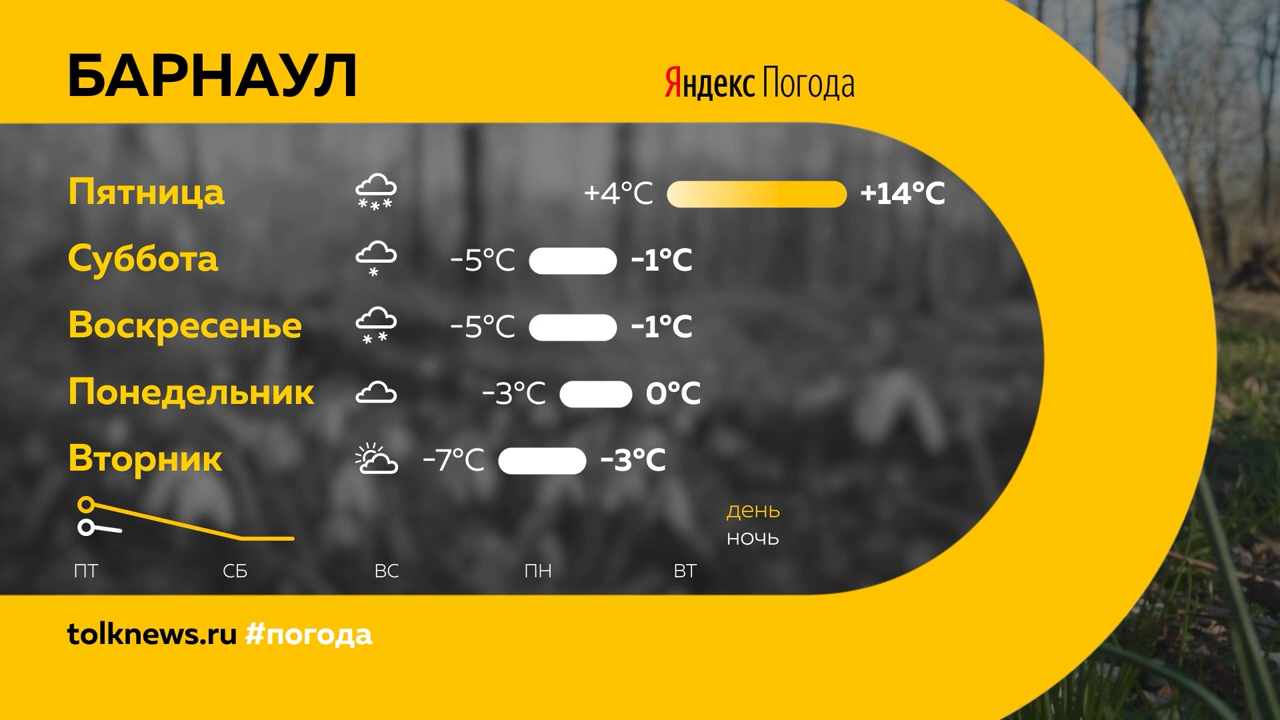 БАРНАУЛ
Яндекс Погода
Пятница +4°C +14°C
Суббота -5°C -1°C
Воскресенье -5°C -1°C
Понедельник -3°C 0°C
Вторник -7°C -3°C
день
ночь
ПТ СБ ВС ПН ВТ
tolknews.ru #погода